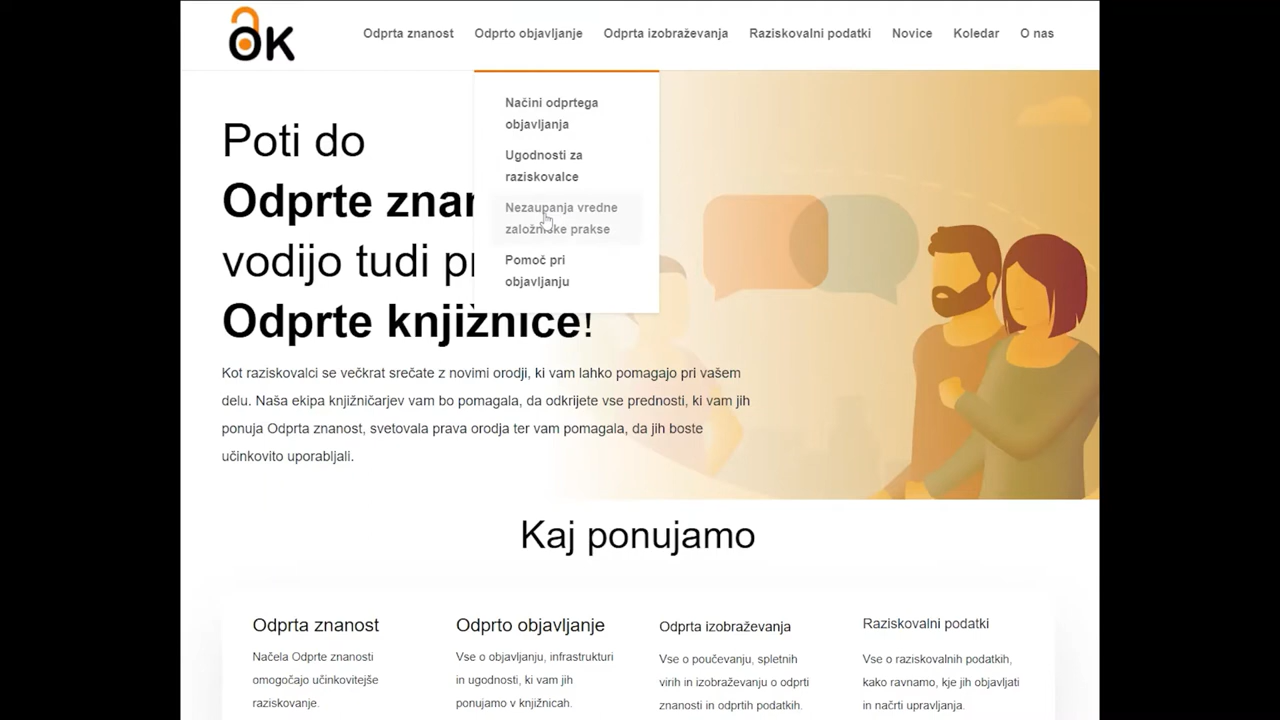 OK
Odprta znanost
Odprto objavljanje
Odprta izobraževanja
Raziskovalni podatki
Novice
Koledar
O nas
Načini odprtega
objavljanja
Ugodnosti za
raziskovalce
Nezaupanja vredne
založniške prakse
Pomoč pri
objavljanju
Poti do
Odprte znan
vodijo tudi pr
Odprte knjižnice!
Kot raziskovalci se večkrat srečate z novimi orodji, ki vam lahko pomagajo pri vašem
delu. Naša ekipa knjižničarjev vam bo pomagala, da odkrijete vse prednosti, ki vam jih
ponuja Odprta znanost, svetovala prava orodja ter vam pomagala, da jih boste
učinkovito uporabljali.
Kaj ponujamo
Odprta znanost
Načela Odprte znanosti
omogočajo učinkovitejše
raziskovanje.
Odprto objavljanje
Vse o objavljanju, infrastrukturi
in ugodnosti, ki vam jih
ponujamo v knjižnicah.
Odprta izobraževanja
Vse o poučevanju, spletnih
virih in izobraževanju o odprti
znanosti in odprtih podatkih.
Raziskovalni podatki
Vse o raziskovalnih podatkih,
kako ravnamo, kje jih objavljati
in načrti upravljanja.